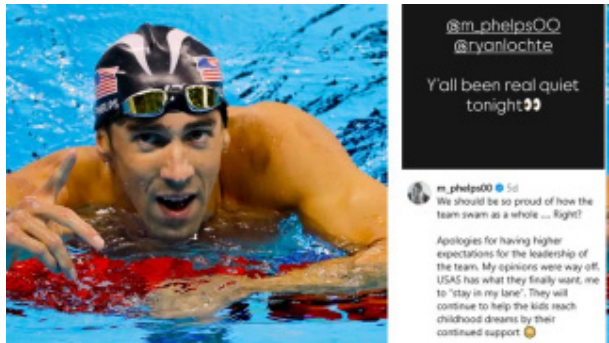 PHELPS
@m_phelps00
@ryanlochte
Y'all been real quiet
tonight👀
m_phelps00 5d
We should be so proud of how the
team swam as a whole .... Right?
Apologies for having higher
expectations for the leadership of
the team. My opinions were way off.
USAS has what they finally want, me
to "stay in my lane". They will
continue to help the kids reach
childhood dreams by their
continued support